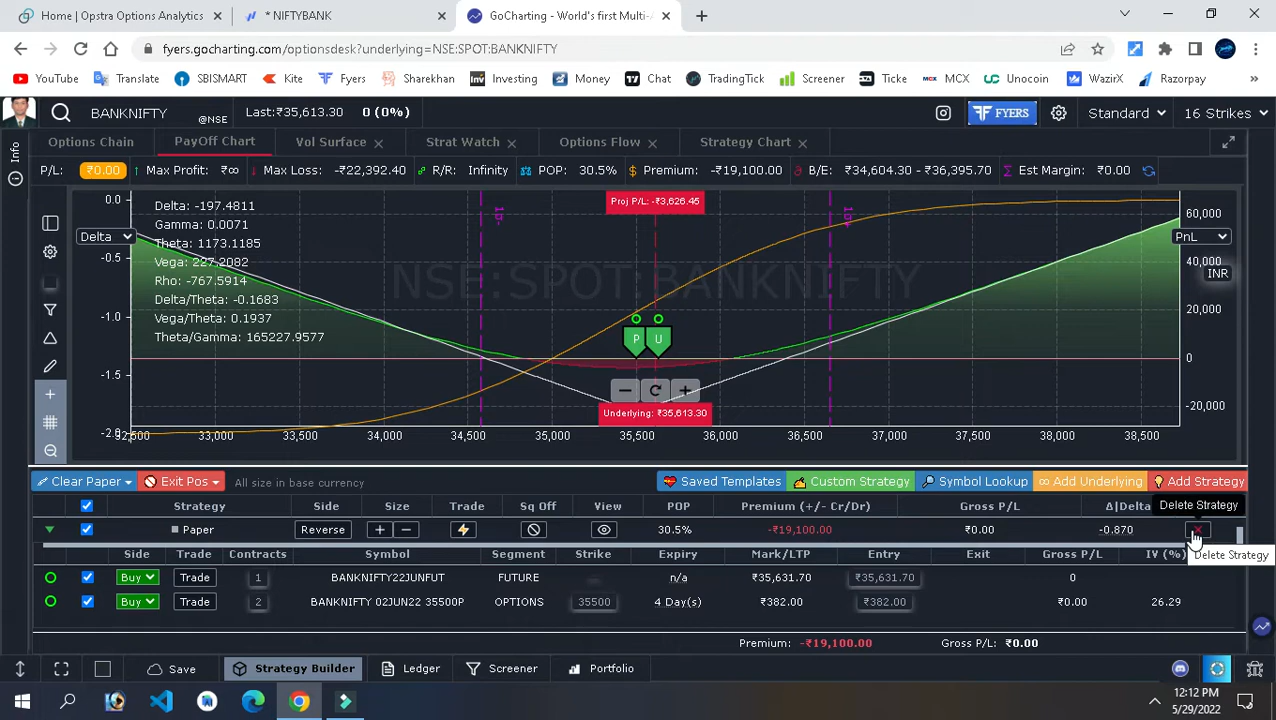 Home | Opstra Options Analytics
* NIFTYBANK
GoCharting - World's first Multi-
fyers.gocharting.com/optionsdesk?underlying=NSE:SPOT:BANKNIFTY
YouTube Translate SBISMART Kite Fyers Sharekhan Investing Money Chat TradingTick Screener Ticke MCX Unocoin WazirX Razorpay
BANKNIFTY @NSE Last:₹35,613.30 0 (0%) FYERS Standard 16 Strikes
Info
Options Chain PayOff Chart Vol Surface Strat Watch Options Flow Strategy Chart
P/L: ₹0.00 Max Profit: ₹∞ Max Loss: -₹22,392.40 R/R: Infinity POP: 30.5% Premium: -₹19,100.00 B/E: ₹34,604.30 - ₹36,395.70 Est Margin: ₹0.00
NSE:SPOT:BANKNIFTY
Delta: -197.4811
Gamma: 0.0071
Theta: 1173.1185
Vega: 227.2082
Rho: -767.5914
Delta/Theta: -0.1683
Vega/Theta: 0.1937
Theta/Gamma: 165227.9577
Proj P/L: -₹3,626.45
Delta
PnL
INR
0.0
-0.5
-1.0
-1.5
60,000
40,000
20,000
0
-20,000
P U
Underlying: ₹35,613.30
33,000 33,500 34,000 34,500 35,000 35,500 36,000 36,500 37,000 37,500 38,000 38,500
Clear Paper Exit Pos All size in base currency Saved Templates Custom Strategy Symbol Lookup Add Underlying Add Strategy
Strategy Side Size Trade Sq Off View POP Premium (+/- Cr/Dr) Gross P/L Δ|Delta
Delete Strategy
Paper Reverse + − 30.5% -₹19,100.00 ₹0.00 -0.870
Delete Strategy
Side Trade Contracts Symbol Segment Strike Expiry Mark/LTP Entry Exit Gross P/L IV (%)
Buy Trade 1 BANKNIFTY22JUNFUT FUTURE n/a ₹35,631.70 ₹35,631.70 0
Buy Trade 2 BANKNIFTY 02JUN22 35500P OPTIONS 35500 4 Day(s) ₹382.00 ₹382.00 ₹0.00 26.29
Premium: -₹19,100.00 Gross P/L: ₹0.00
Save Strategy Builder Ledger Screener Portfolio
12:12 PM
5/29/2022